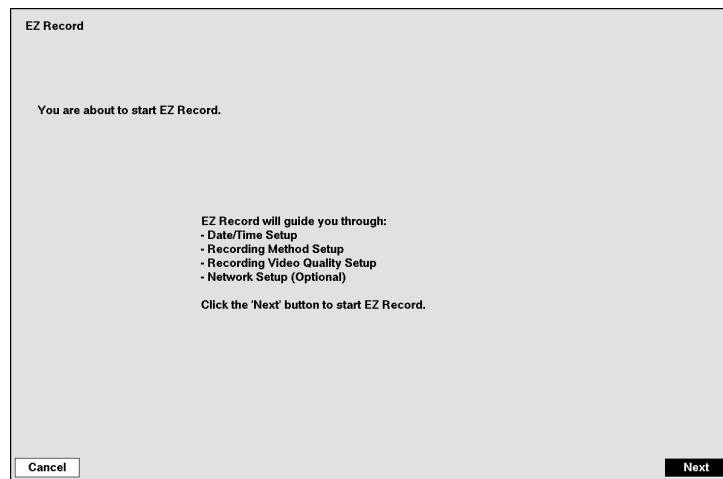 EZ Record
You are about to start EZ Record.
EZ Record will guide you through:
- Date/Time Setup
- Recording Method Setup
- Recording Video Quality Setup
- Network Setup (Optional)
Click the 'Next' button to start EZ Record.
Cancel
Next